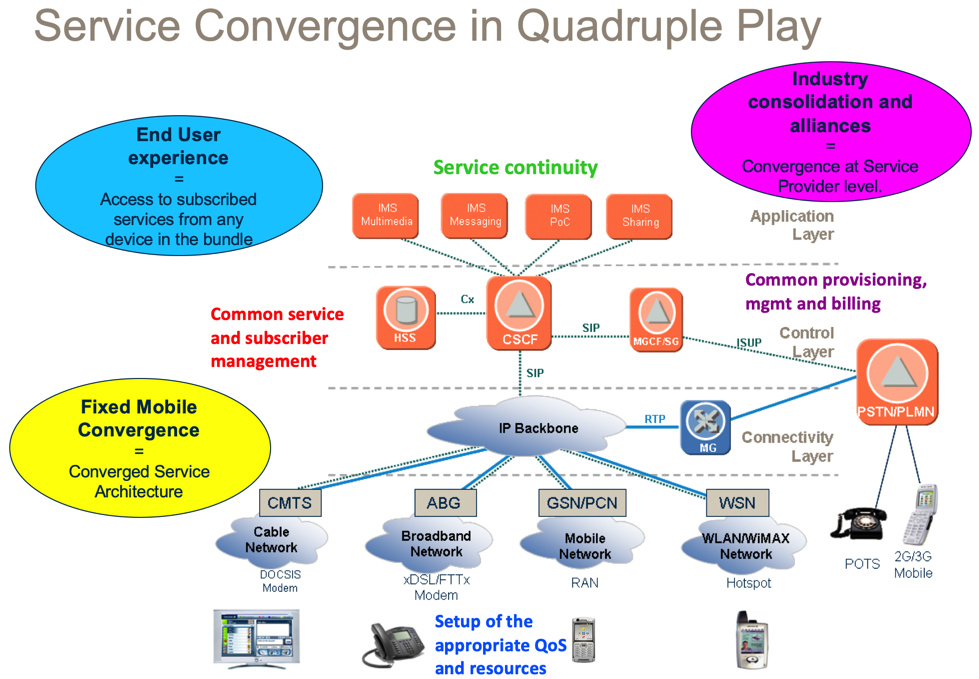 Service Convergence in Quadruple Play
Industry
consolidation and
alliances
=
Convergence at Service
Provider level.
End User
experience
=
Access to subscribed
services from any
device in the bundle
Service continuity
IMS
Multimedia
IMS
Messaging
IMS
PoC
IMS
Sharing
Application
Layer
Common provisioning,
mgmt and billing
Common service
and subscriber
management
HSS
Cx
CSCF
SIP
MGCF/SG
ISUP
Control
Layer
PSTN/PLMN
SIP
Fixed Mobile
Convergence
=
Converged Service
Architecture
IP Backbone
RTP
MG
Connectivity
Layer
CMTS
ABG
GSN/PCN
WSN
Cable
Network
Broadband
Network
Mobile
Network
WLAN/WiMAX
Network
DOCSIS
Modem
xDSL/FTTx
Modem
RAN
Hotspot
POTS
2G/3G
Mobile
Setup of the
appropriate QoS
and resources